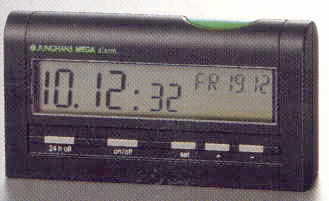 JUNGHANS MEGA alarm
10.12:32 FR 19.12
24 h off on/off set + -